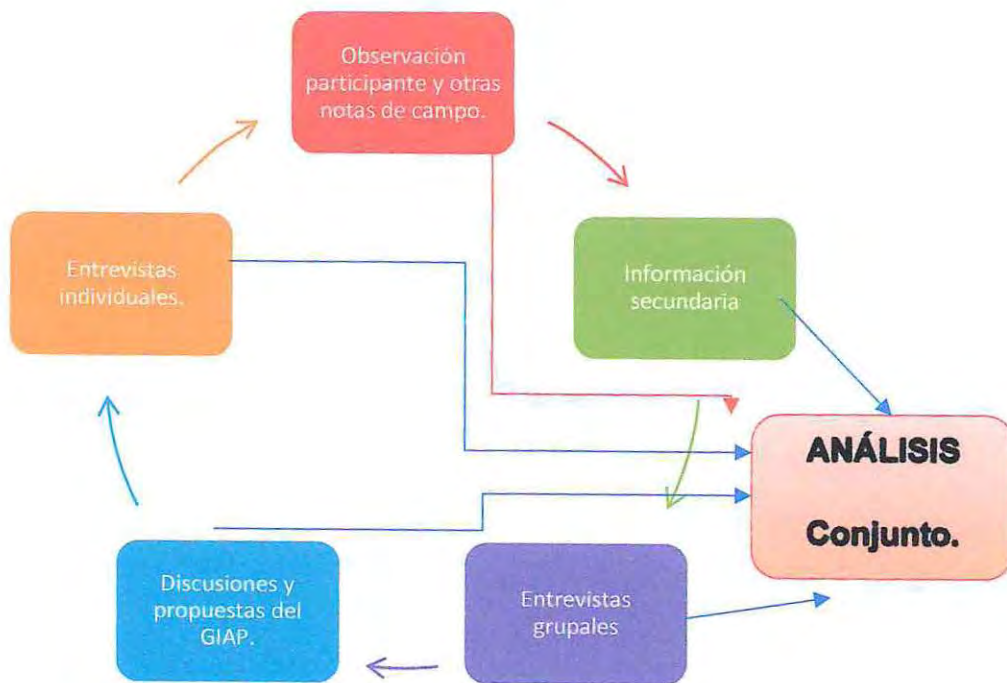 Observación
participante y otras
notas de campo.
Entrevistas
individuales.
Información
secundaria
ANÁLISIS
Conjunto.
Discusiones y
propuestas del
GIAP.
Entrevistas
grupales